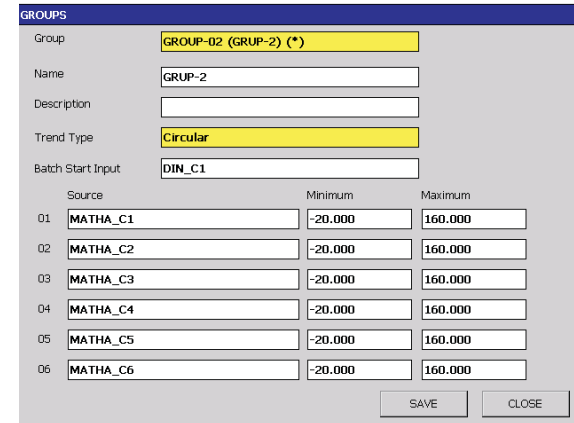 GROUPS
Group GROUP-02 (GRUP-2) (*)
Name GRUP-2
Description
Trend Type Circular
Batch Start Input DIN_C1
Source Minimum Maximum
01 MATHA_C1 -20.000 160.000
02 MATHA_C2 -20.000 160.000
03 MATHA_C3 -20.000 160.000
04 MATHA_C4 -20.000 160.000
05 MATHA_C5 -20.000 160.000
06 MATHA_C6 -20.000 160.000
SAVE CLOSE